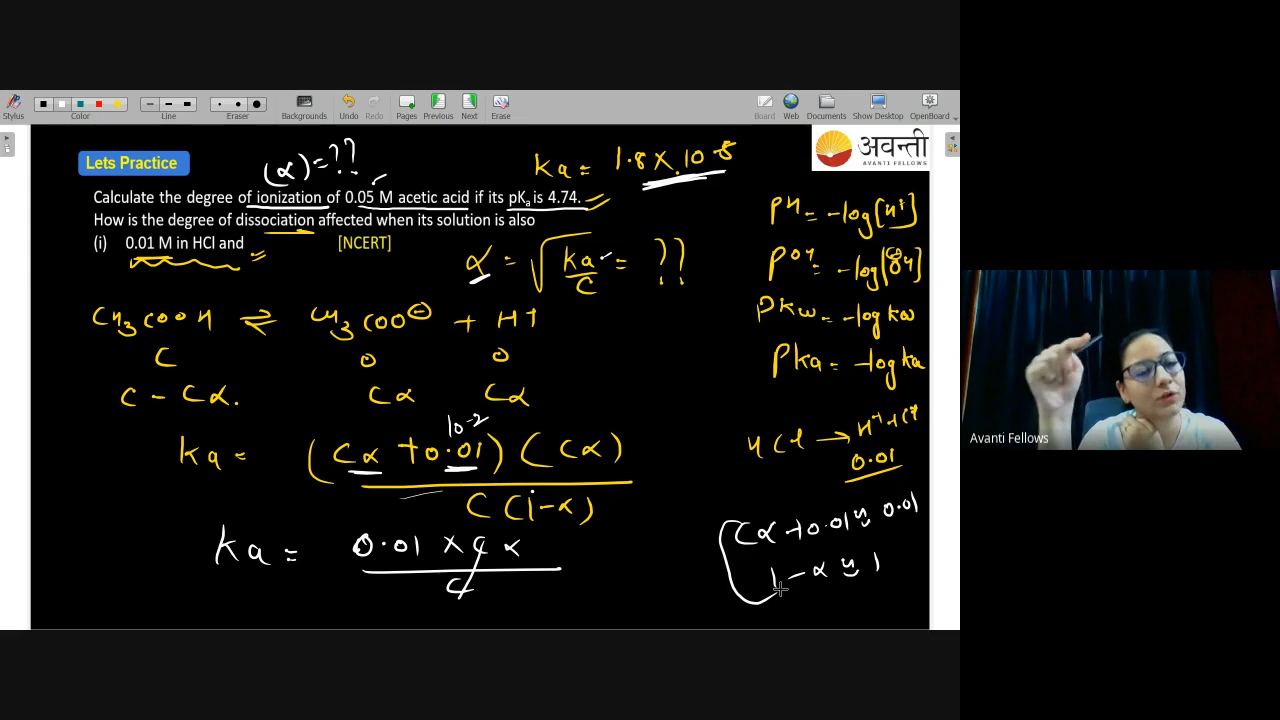 Stylus
Color
Line
Eraser
Backgrounds
Undo
Redo
Pages
Previous
Next
Erase
Board
Web
Documents
Show Desktop
OpenBoard
Lets Practice
(α) = ??
Ka = 1.8 × 10⁻⁵
अवन्ती
AVANTI FELLOWS
Calculate the degree of ionization of 0.05 M acetic acid if its pKₐ is 4.74.
How is the degree of dissociation affected when its solution is also
(i) 0.01 M in HCl and [NCERT]
α = √(Ka/C) = ??
pH = -log[H⁺]
pOH = -log[OH]
pKw = -log Kw
pKa = -log Ka
CH₃COOH ⇌ CH₃COO⊖ + H⁺
C 0 0
C - Cα. Cα Cα
10⁻²
Ka = (Cα + 0.01) (Cα)
C (1-α)
HCl → H⁺ + Cl⁻
0.01
Ka = 0.01 × C α
C
Cα + 0.01 ≈ 0.01
1 - α ≈ 1
Avanti Fellows